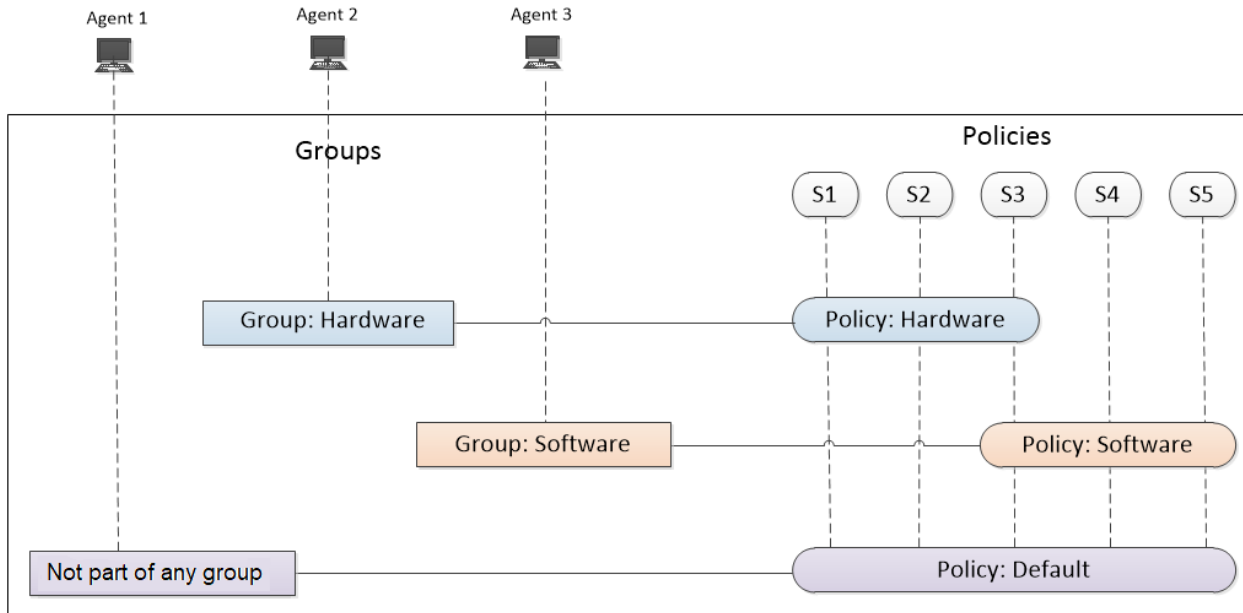 Agent 1
Agent 2
Agent 3
Groups
Policies
S1
S2
S3
S4
S5
Group: Hardware
Policy: Hardware
Group: Software
Policy: Software
Not part of any group
Policy: Default